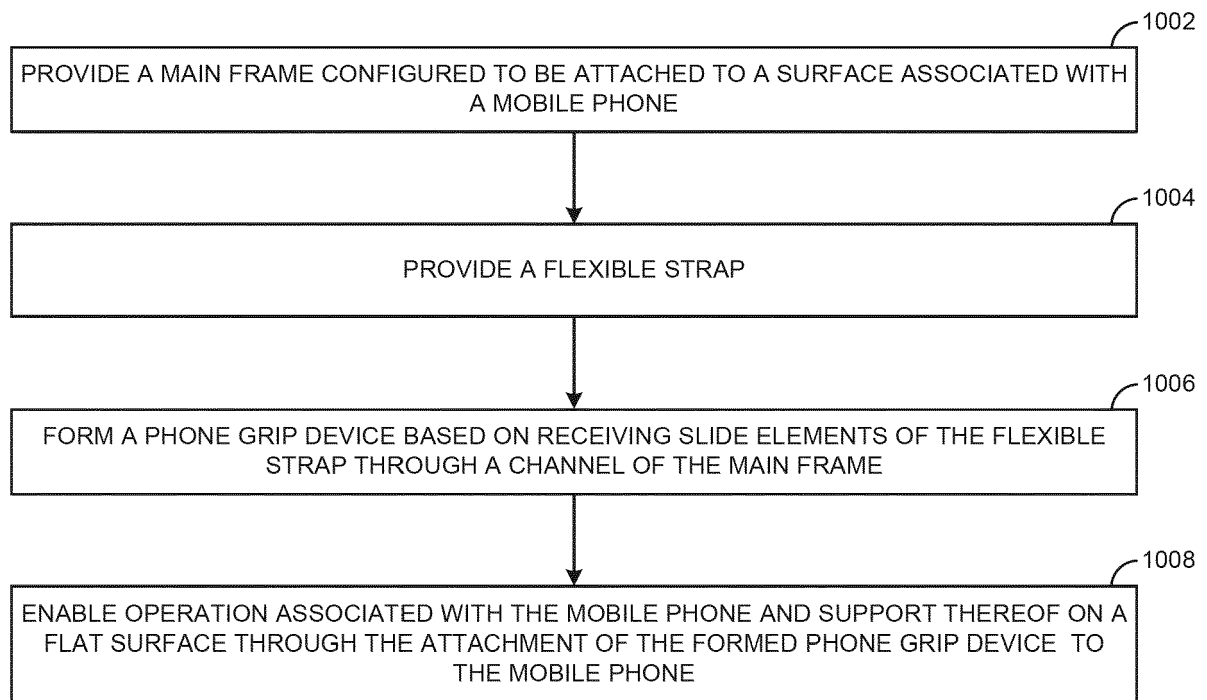 1002
PROVIDE A MAIN FRAME CONFIGURED TO BE ATTACHED TO A SURFACE ASSOCIATED WITH
A MOBILE PHONE
1004
PROVIDE A FLEXIBLE STRAP
1006
FORM A PHONE GRIP DEVICE BASED ON RECEIVING SLIDE ELEMENTS OF THE FLEXIBLE
STRAP THROUGH A CHANNEL OF THE MAIN FRAME
1008
ENABLE OPERATION ASSOCIATED WITH THE MOBILE PHONE AND SUPPORT THEREOF ON A
FLAT SURFACE THROUGH THE ATTACHMENT OF THE FORMED PHONE GRIP DEVICE TO
THE MOBILE PHONE